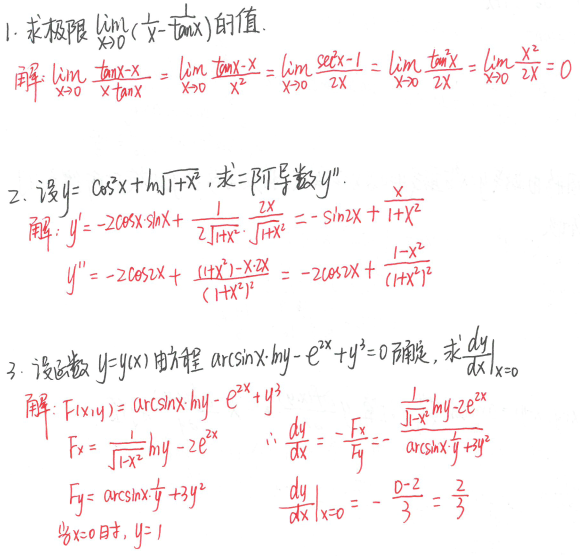 1. 求极限 lim_{x→0} (1/x - 1/tanx) 的值.
解: lim_{x→0} (tanx-x)/(x tanx) = lim_{x→0} (tanx-x)/x² = lim_{x→0} (sec²x-1)/2x = lim_{x→0} tan²x/2x = lim_{x→0} x²/2x = 0
2. 设y= cos²x+ln√(1+x²), 求二阶导数y''.
解: y'= -2cosx·sinx + 1/(2√(1+x²))·2x/√(1+x²) = -sin2x + x/(1+x²)
y''= -2cos2x + ((1+x²)-x·2x)/(1+x²)² = -2cos2x + (1-x²)/(1+x²)²
3. 设函数 y=y(x) 由方程 arcsinx·lny - e^{2x} + y³=0确定, 求 dy/dx|_{x=0}
解: F(x,y) = arcsinx·lny - e^{2x} + y³
Fx = 1/√(1-x²) lny - 2e^{2x} ∴ dy/dx = -Fx/Fy = - (1/√(1-x²) lny - 2e^{2x})/(arcsinx·1/y + 3y²)
Fy = arcsinx·1/y + 3y²
当x=0时, y=1 dy/dx|_{x=0} = - (0-2)/3 = 2/3